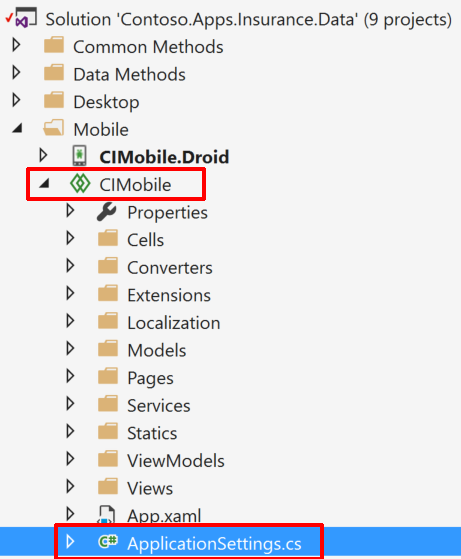 Solution 'Contoso.Apps.Insurance.Data' (9 projects)
Common Methods
Data Methods
Desktop
Mobile
CIMobile.Droid
CIMobile
Properties
Cells
Converters
Extensions
Localization
Models
Pages
Services
Statics
ViewModels
Views
App.xaml
C# ApplicationSettings.cs